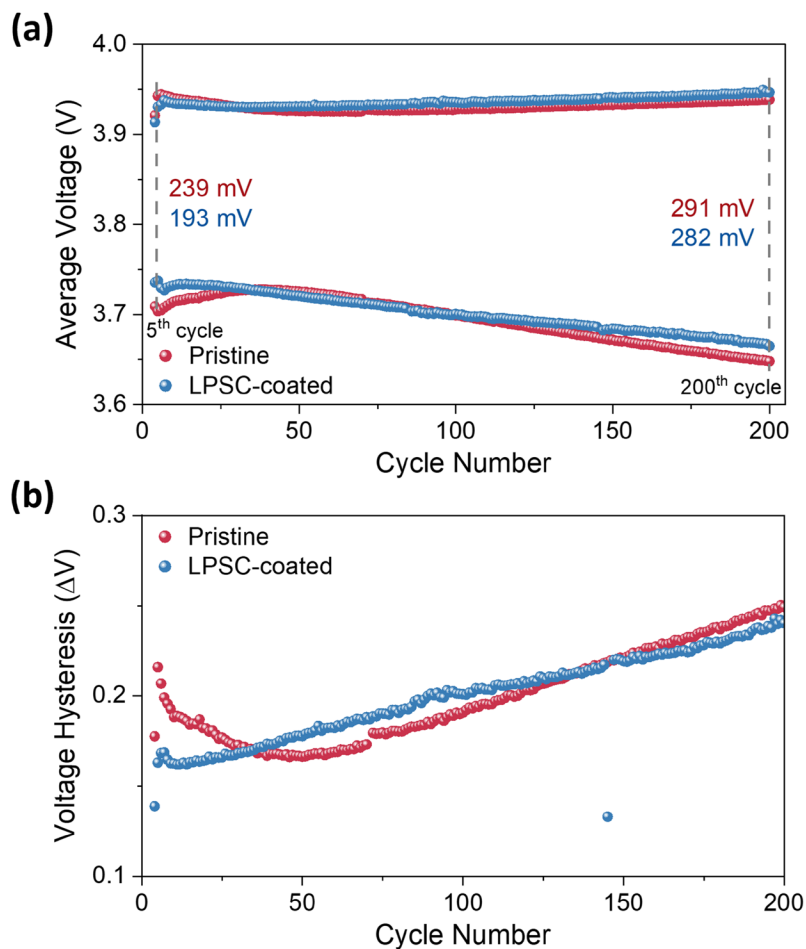 (a)
Average Voltage (V)
4.0
3.9
3.8
3.7
3.6
239 mV
193 mV
291 mV
282 mV
5th cycle
Pristine
LPSC-coated
200th cycle
0
50
100
150
200
Cycle Number
(b)
Voltage Hysteresis (ΔV)
0.3
0.2
0.1
Pristine
LPSC-coated
0
50
100
150
200
Cycle Number